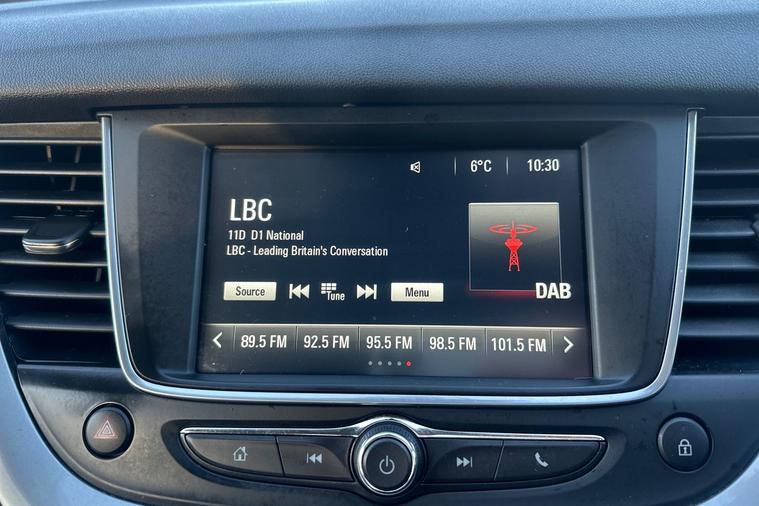 6°C 10:30
LBC
11D D1 National
LBC - Leading Britain's Conversation
DAB
Source Tune Menu
89.5 FM 92.5 FM 95.5 FM 98.5 FM 101.5 FM